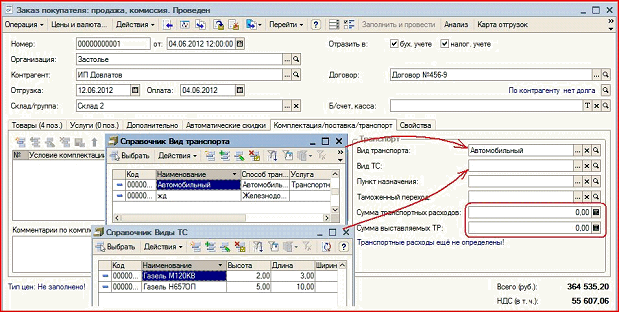 Заказ покупателя: продажа, комиссия. Проведен
Операция Цены и валюта... Действия Перейти Заполнить и провести Анализ Карта отгрузок
Номер: 00000000001 от: 04.06.2012 12:00:00 Отразить в: бух. учете налог. учете
Организация: Застолье
Контрагент: ИП Довлатов Договор: Договор №456-9
Отгрузка: 12.06.2012 Оплата: 04.06.2012 По контрагенту нет долга
Склад/группа: Склад 2 Б/счет. касса:
Товары (4 поз.) Услуги (0 поз.) Дополнительно Автоматические скидки Комплектация/поставка/транспорт Свойства
№ Условие комплектации
Комментарии по компле
Справочник Вид транспорта
Выбрать Действия
Код Наименование Способ тран... Услуга
00000... Автомобильный Автомобиль... Транспортн
00000... жд Железнодо...
Справочник Виды ТС
Выбрать Действия
Код Наименование Высота Длина Ширин
00000... Газель М120КВ 2,00 3,00
00000... Газель Н657ОП 5,00 10,00
Транспорт
Вид транспорта: Автомобильный
Вид ТС:
Пункт назначения:
Таможенный переход:
Сумма транспортных расходов: 0,00
Сумма выставляемых ТР: 0,00
Транспортные расходы ещё не определены!
Тип цен: Не заполнено!
Всего (руб.): 364 535,20
НДС (в т. ч.): 55 607,06